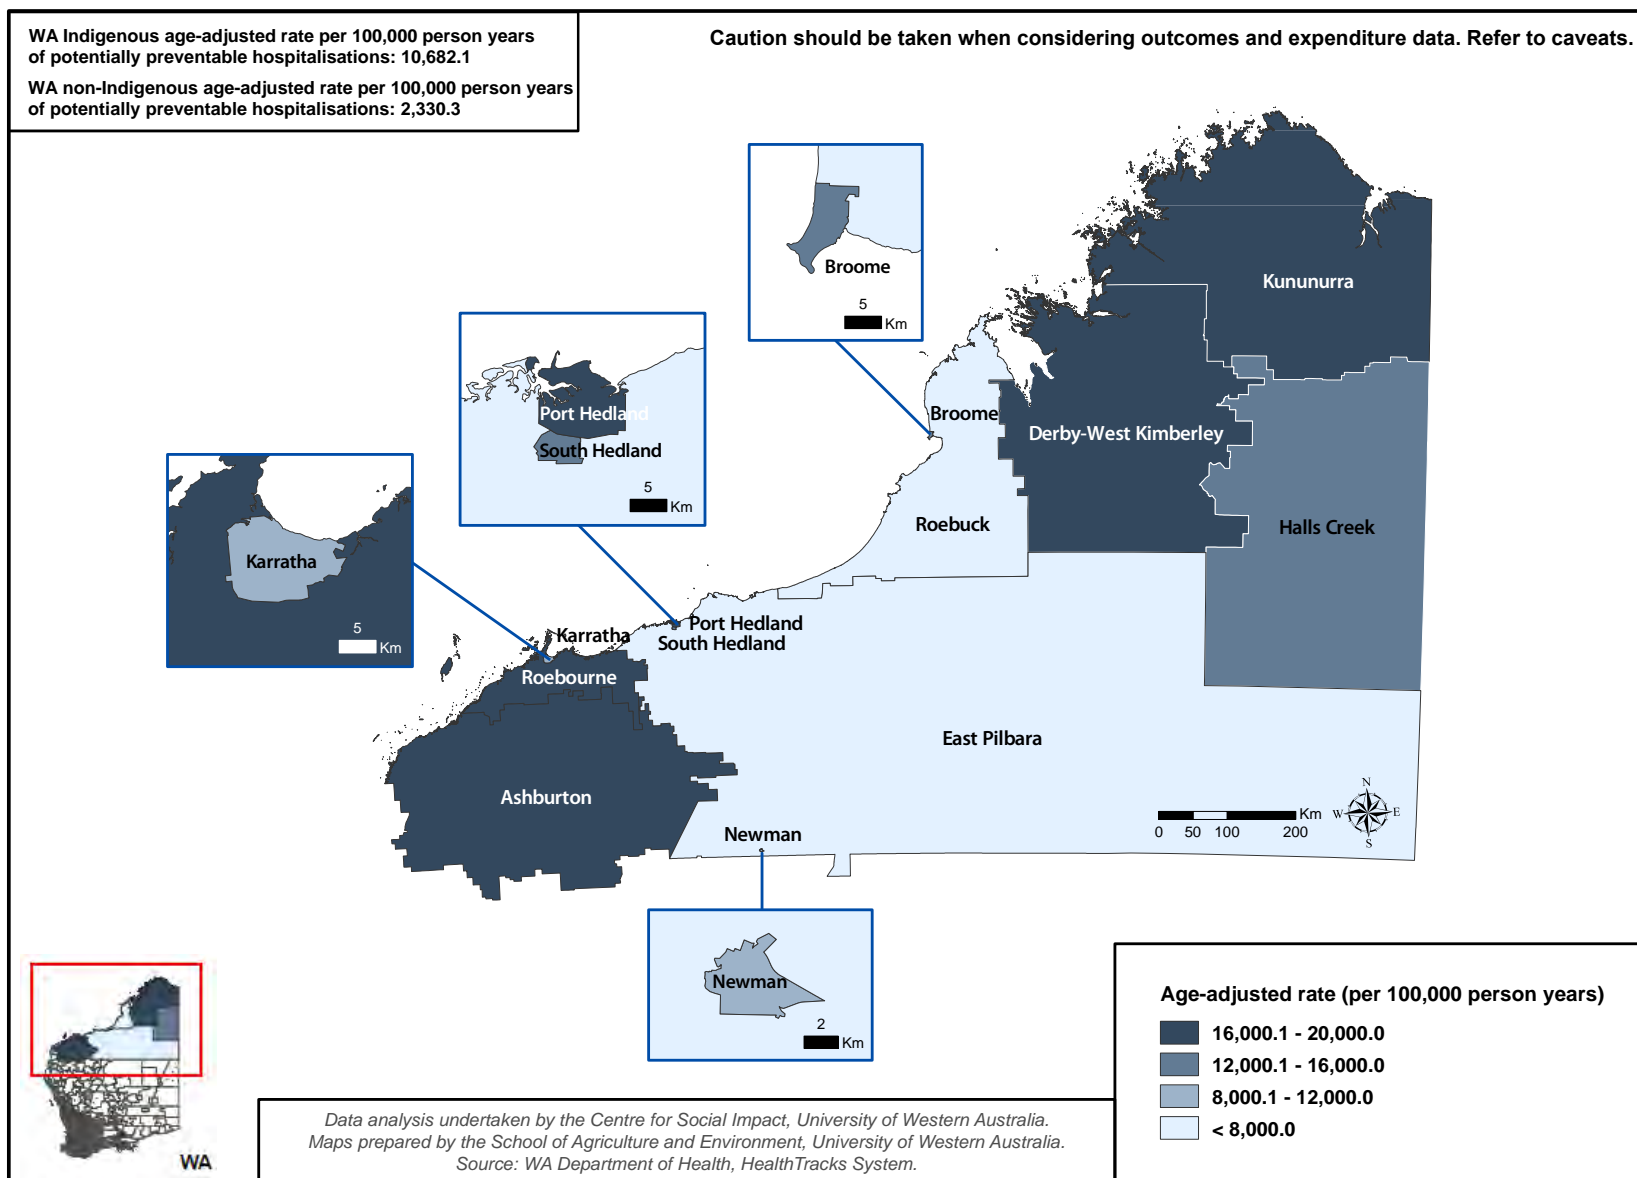 WA Indigenous age-adjusted rate per 100,000 person years
of potentially preventable hospitalisations: 10,682.1
WA non-Indigenous age-adjusted rate per 100,000 person years
of potentially preventable hospitalisations: 2,330.3
Caution should be taken when considering outcomes and expenditure data. Refer to caveats.
Broome
5
Km
Kununurra
Port Hedland
South Hedland
5
Km
Broome
Derby-West Kimberley
Roebuck
Halls Creek
Karratha
5
Km
Karratha
Port Hedland
South Hedland
Roebourne
East Pilbara
Ashburton
Newman
Km
0 50 100 200
N
W E
S
Newman
2
Km
WA
Age-adjusted rate (per 100,000 person years)
16,000.1 - 20,000.0
12,000.1 - 16,000.0
8,000.1 - 12,000.0
< 8,000.0
Data analysis undertaken by the Centre for Social Impact, University of Western Australia.
Maps prepared by the School of Agriculture and Environment, University of Western Australia.
Source: WA Department of Health, HealthTracks System.